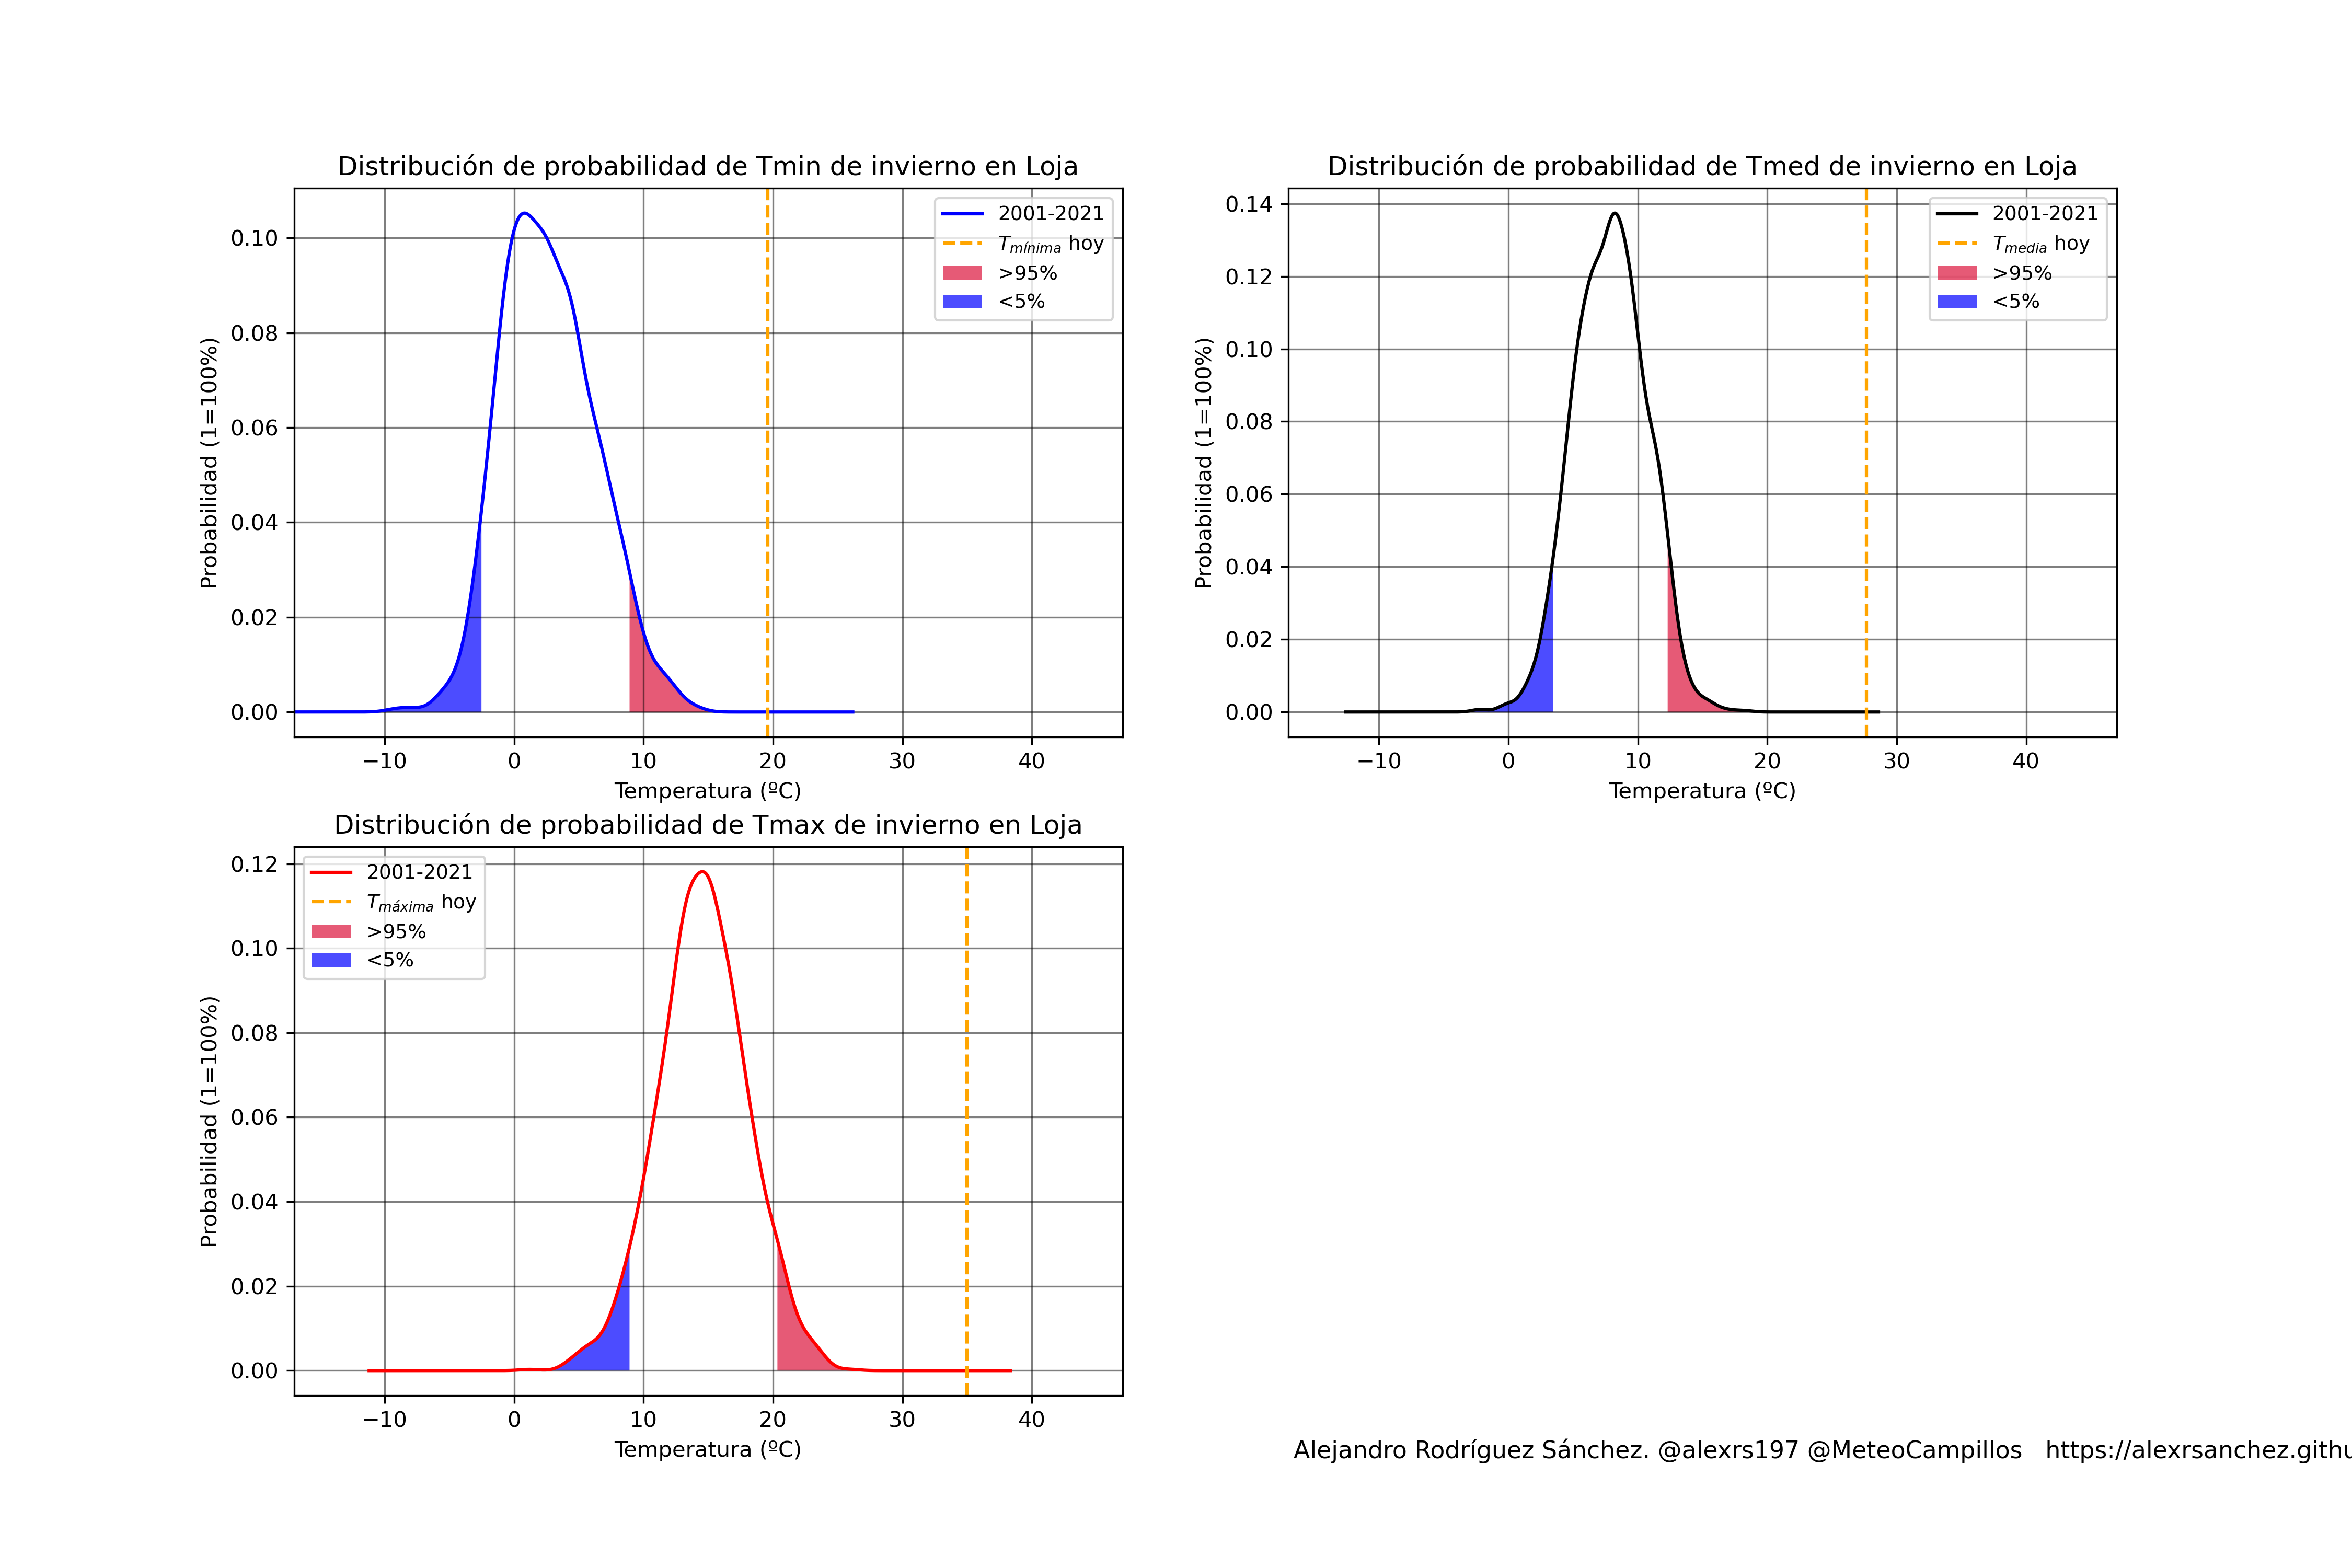 Distribución de probabilidad de Tmin de invierno en Loja
Probabilidad (1=100%)
0.10
0.08
0.06
0.04
0.02
0.00
2001-2021
Tmínima hoy
>95%
<5%
−10 0 10 20 30 40
Temperatura (ºC)
Distribución de probabilidad de Tmed de invierno en Loja
Probabilidad (1=100%)
0.14
0.12
0.10
0.08
0.06
0.04
0.02
0.00
2001-2021
Tmedia hoy
>95%
<5%
−10 0 10 20 30 40
Temperatura (ºC)
Distribución de probabilidad de Tmax de invierno en Loja
Probabilidad (1=100%)
0.12
0.10
0.08
0.06
0.04
0.02
0.00
2001-2021
Tmáxima hoy
>95%
<5%
−10 0 10 20 30 40
Temperatura (ºC)
Alejandro Rodríguez Sánchez. @alexrs197 @MeteoCampillos https://alexrsanchez.githu